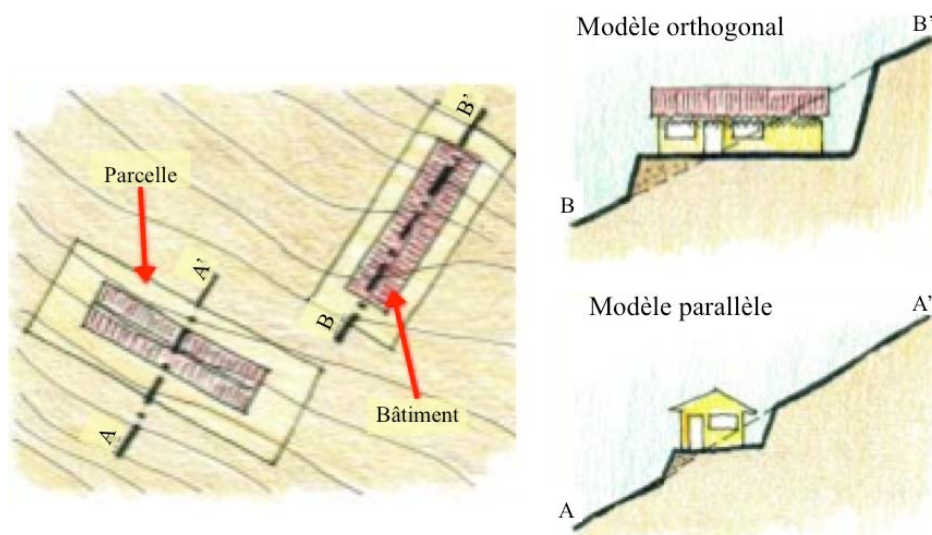 Parcelle
A'
A
B'
B
Bâtiment
Modèle orthogonal
B'
B
Modèle parallèle
A'
A